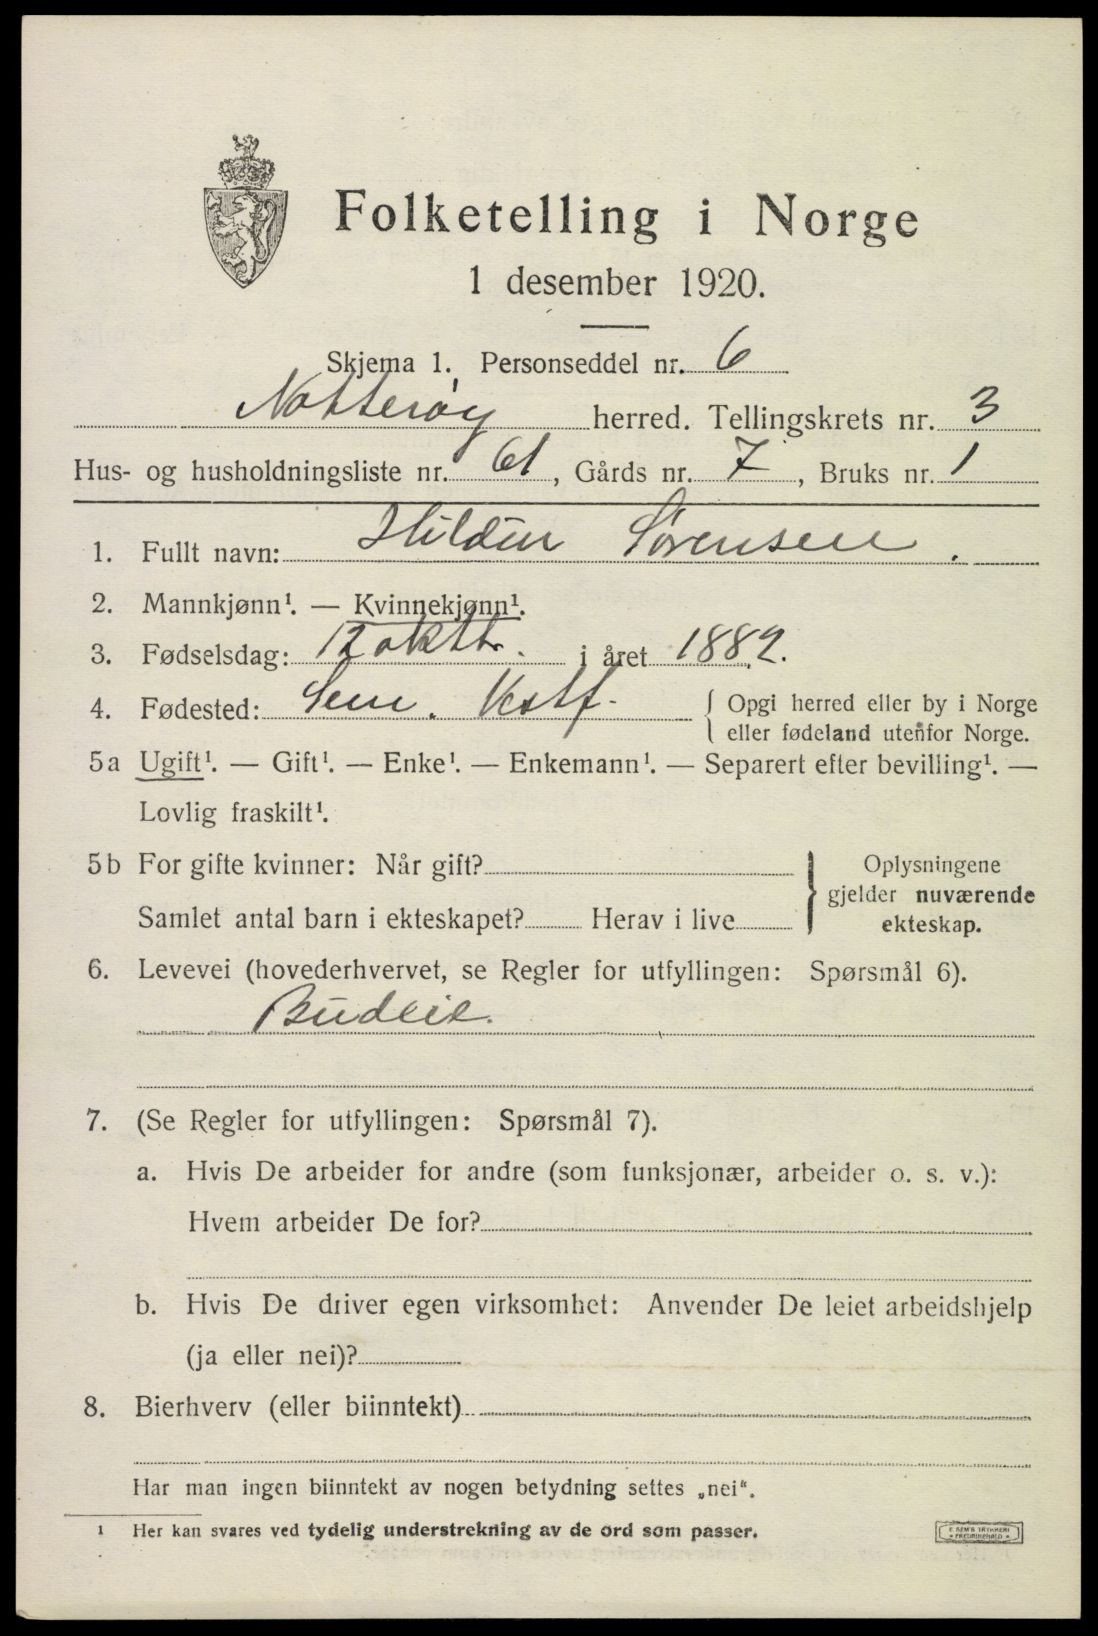 Folketelling i Norge
1 desember 1920.
Skjema 1. Personseddel nr. 6
Nøtterøy herred. Tellingskrets nr. 3
Hus- og husholdningsliste nr. 61, Gårds nr. 7, Bruks nr. 1
1. Fullt navn: Hildur Sørensen.
2. Mannkjønn¹. — Kvinnekjønn¹.
3. Fødselsdag: 12 oktbr. i året 1889.
4. Fødested: Sem. Vestf. { Opgi herred eller by i Norge
eller fødeland utenfor Norge.
5a Ugift¹. — Gift¹. — Enke¹. — Enkemann¹. — Separert efter bevilling¹. —
Lovlig fraskilt¹.
5b For gifte kvinner: Når gift? } Oplysningene
gjelder nuværende
Samlet antal barn i ekteskapet? Herav i live ekteskap.
6. Levevei (hovederhvervet, se Regler for utfyllingen: Spørsmål 6).
Budeie.
7. (Se Regler for utfyllingen: Spørsmål 7).
a. Hvis De arbeider for andre (som funksjonær, arbeider o. s. v.):
Hvem arbeider De for?
b. Hvis De driver egen virksomhet: Anvender De leiet arbeidshjelp
(ja eller nei)?
8. Bierhverv (eller biinntekt)
Har man ingen biinntekt av nogen betydning settes „nei“.
¹ Her kan svares ved tydelig understrekning av de ord som passer.
E. SEM'S TRYKKERI
FREDRIKSHALD